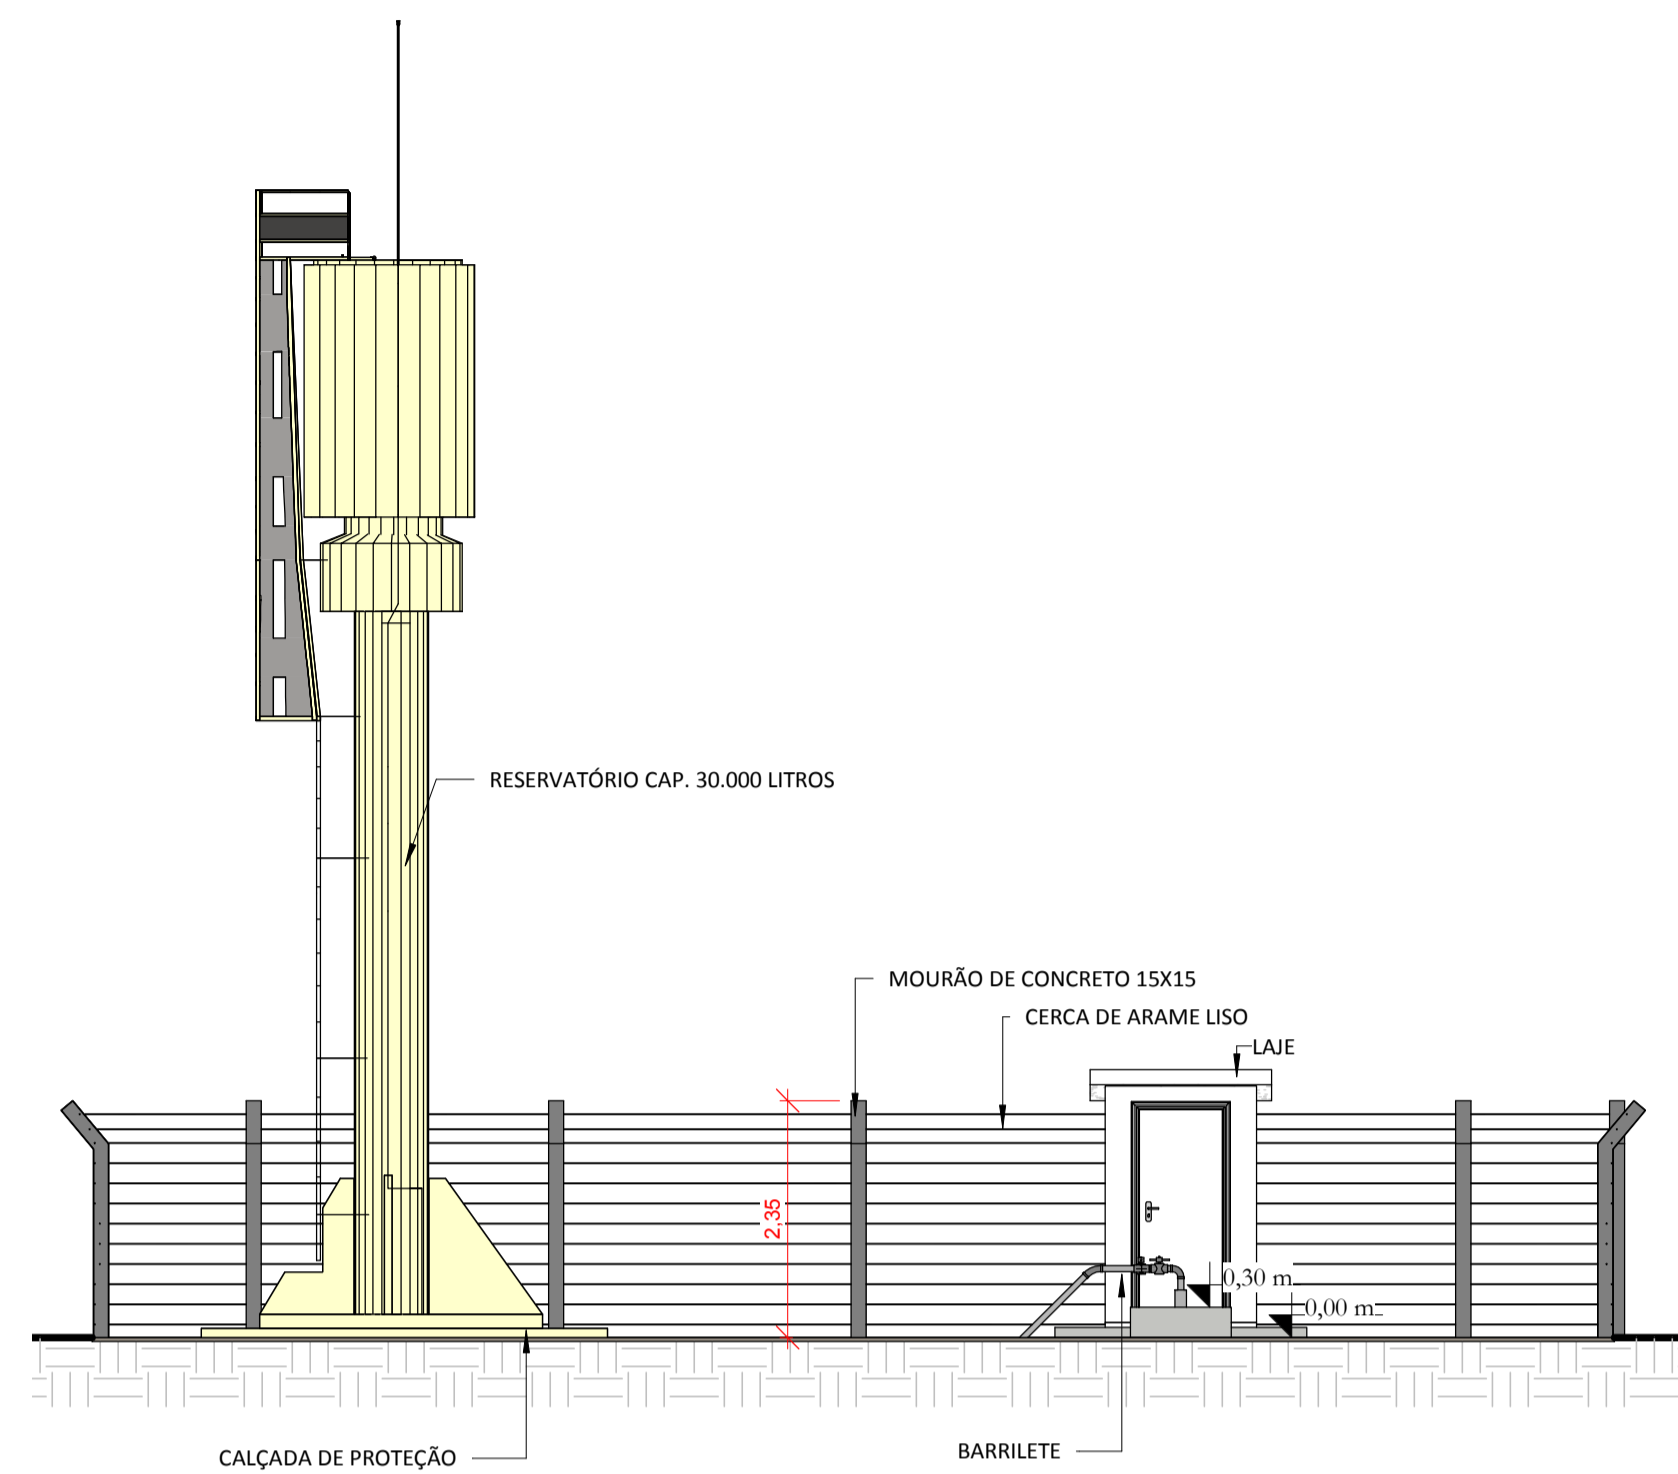 RESERVATÓRIO CAP. 30.000 LITROS
MOURÃO DE CONCRETO 15X15
CERCA DE ARAME LISO
LAJE
2,35
0,30 m
0,00 m
CALÇADA DE PROTEÇÃO
BARRILETE